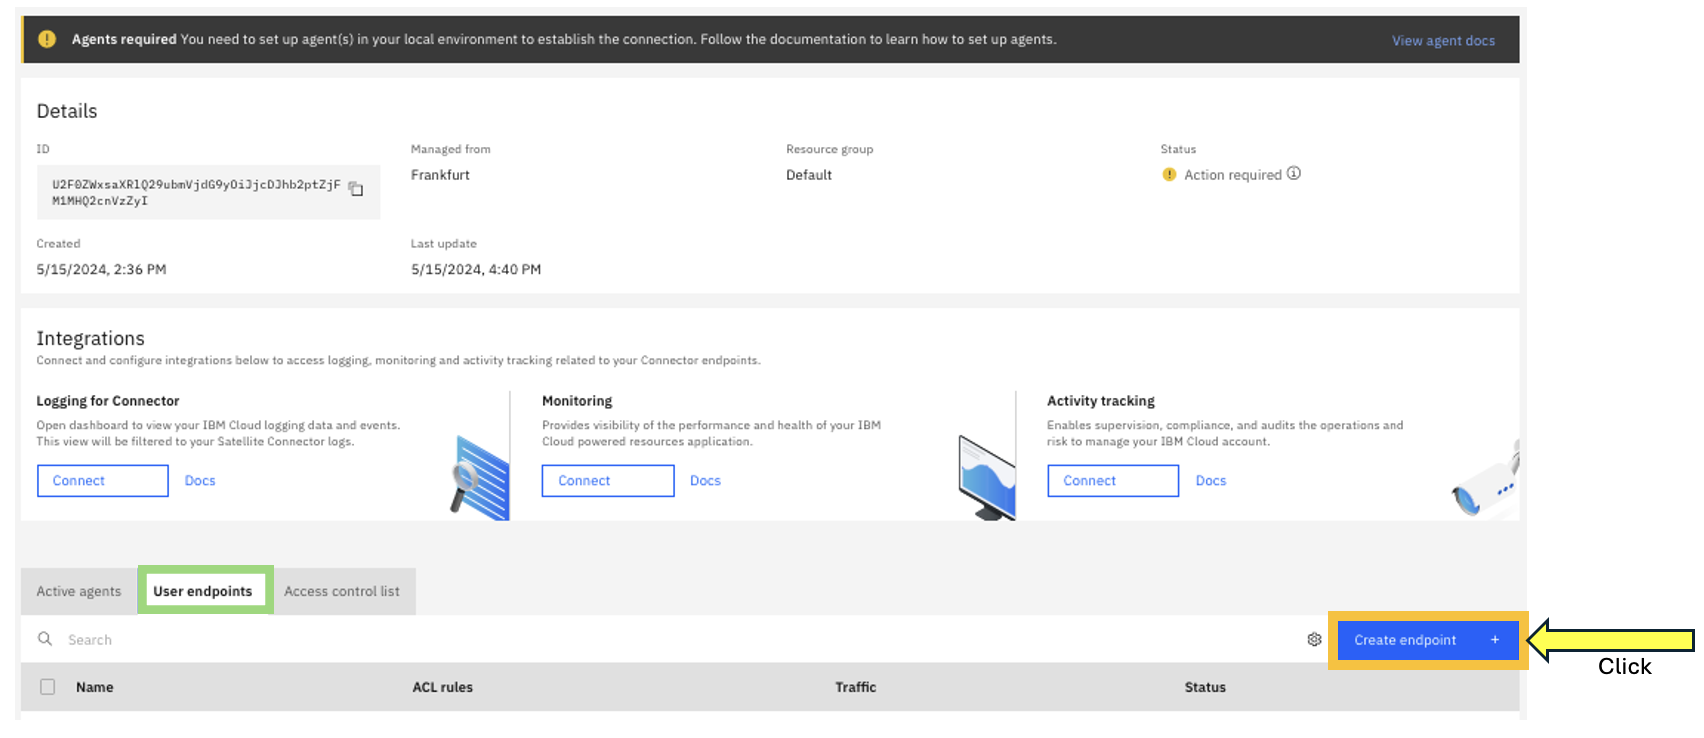 Agents required You need to set up agent(s) in your local environment to establish the connection. Follow the documentation to learn how to set up agents.
View agent docs
Details
ID
Managed from
Resource group
Status
U2F0ZWxsaXRlQ29ubmVjdG9yOiJjcDJhb2ptZjF
M1MHQ2cnVzZyI
Frankfurt
Default
Action required
Created
Last update
5/15/2024, 2:36 PM
5/15/2024, 4:40 PM
Integrations
Connect and configure integrations below to access logging, monitoring and activity tracking related to your Connector endpoints.
Logging for Connector
Open dashboard to view your IBM Cloud logging data and events.
This view will be filtered to your Satellite Connector logs.
Connect
Docs
Monitoring
Provides visibility of the performance and health of your IBM
Cloud powered resources application.
Connect
Docs
Activity tracking
Enables supervision, compliance, and audits the operations and
risk to manage your IBM Cloud account.
Connect
Docs
Active agents
User endpoints
Access control list
Search
Create endpoint +
Click
Name
ACL rules
Traffic
Status